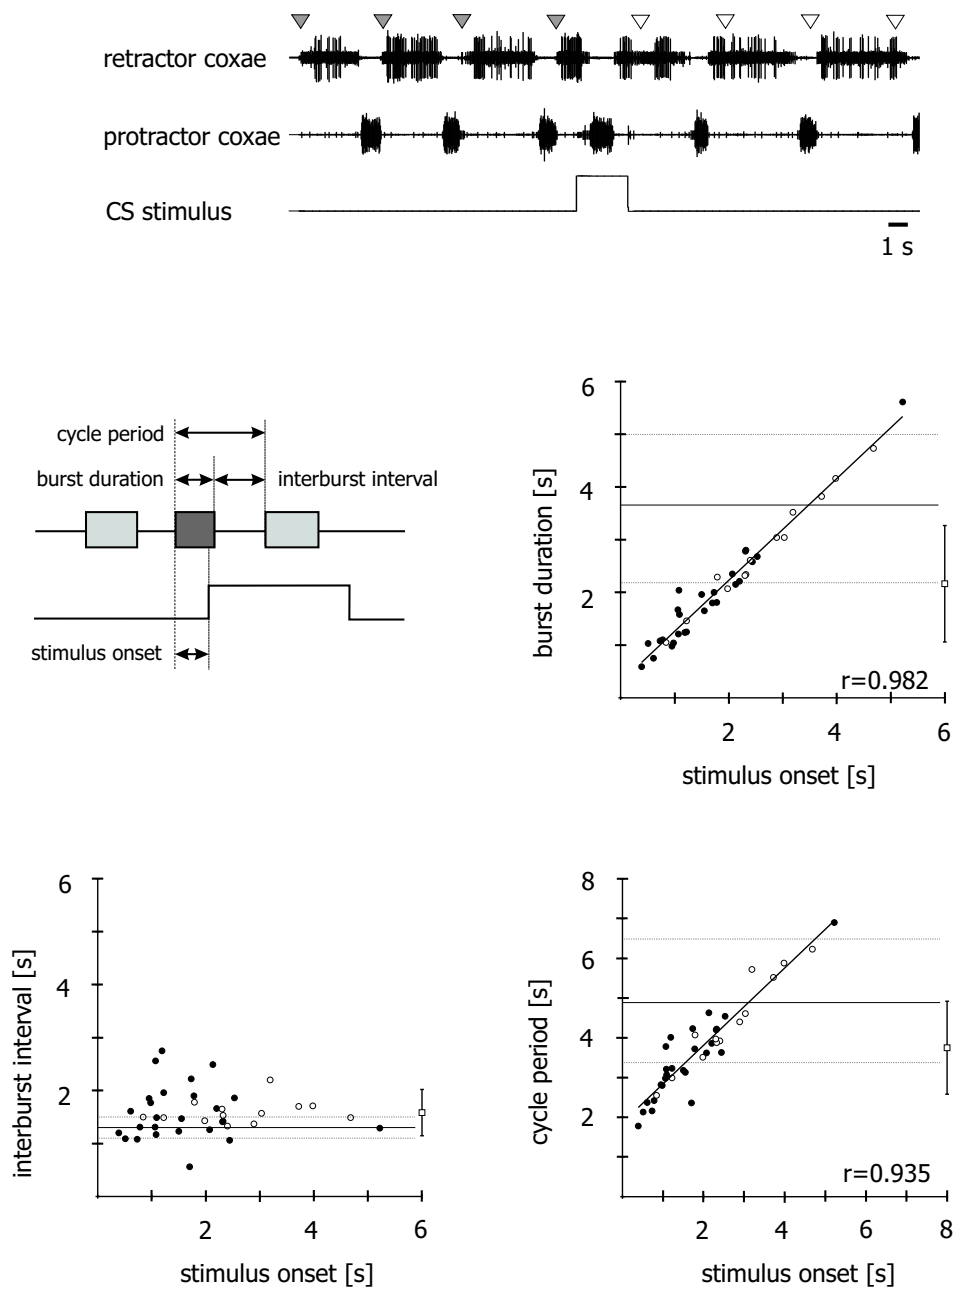 retractor coxae
protractor coxae
CS stimulus
1 s
cycle period
burst duration
interburst interval
stimulus onset
6
4
2
burst duration [s]
r=0.982
2
4
6
stimulus onset [s]
6
4
2
interburst interval [s]
2
4
6
stimulus onset [s]
8
6
4
2
cycle period [s]
r=0.935
2
4
6
8
stimulus onset [s]